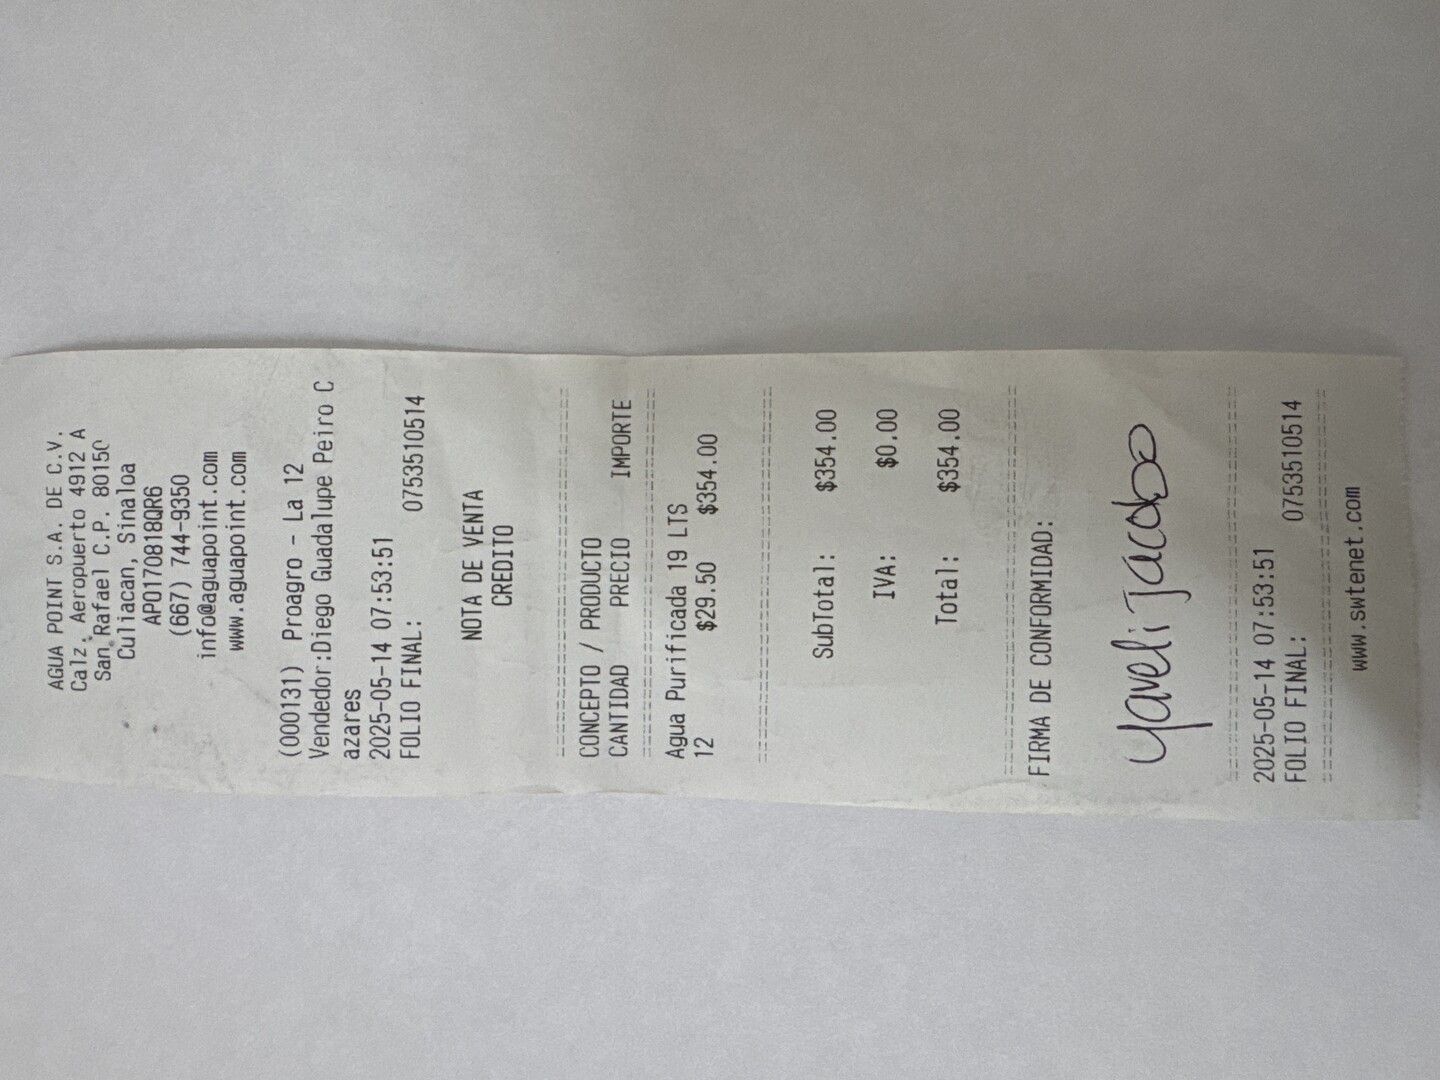 AGUA POINT S.A. DE C.V.
Calz. Aeropuerto 4912 A
San Rafael C.P. 80150
Culiacan, Sinaloa
APO170818QR6
(667) 744-9350
info@aguapoint.com
www.aguapoint.com
(000131) Proagro - La 12
Vendedor:Diego Guadalupe Peiro C
azares
2025-05-14 07:53:51
FOLIO FINAL: 0753510514
NOTA DE VENTA
CREDITO
CONCEPTO / PRODUCTO
CANTIDAD PRECIO IMPORTE
Agua Purificada 19 LTS
12 $29.50 $354.00
SubTotal: $354.00
IVA: $0.00
Total: $354.00
FIRMA DE CONFORMIDAD:
Yaveli Jacobo
2025-05-14 07:53:51
FOLIO FINAL: 0753510514
www.swtenet.com